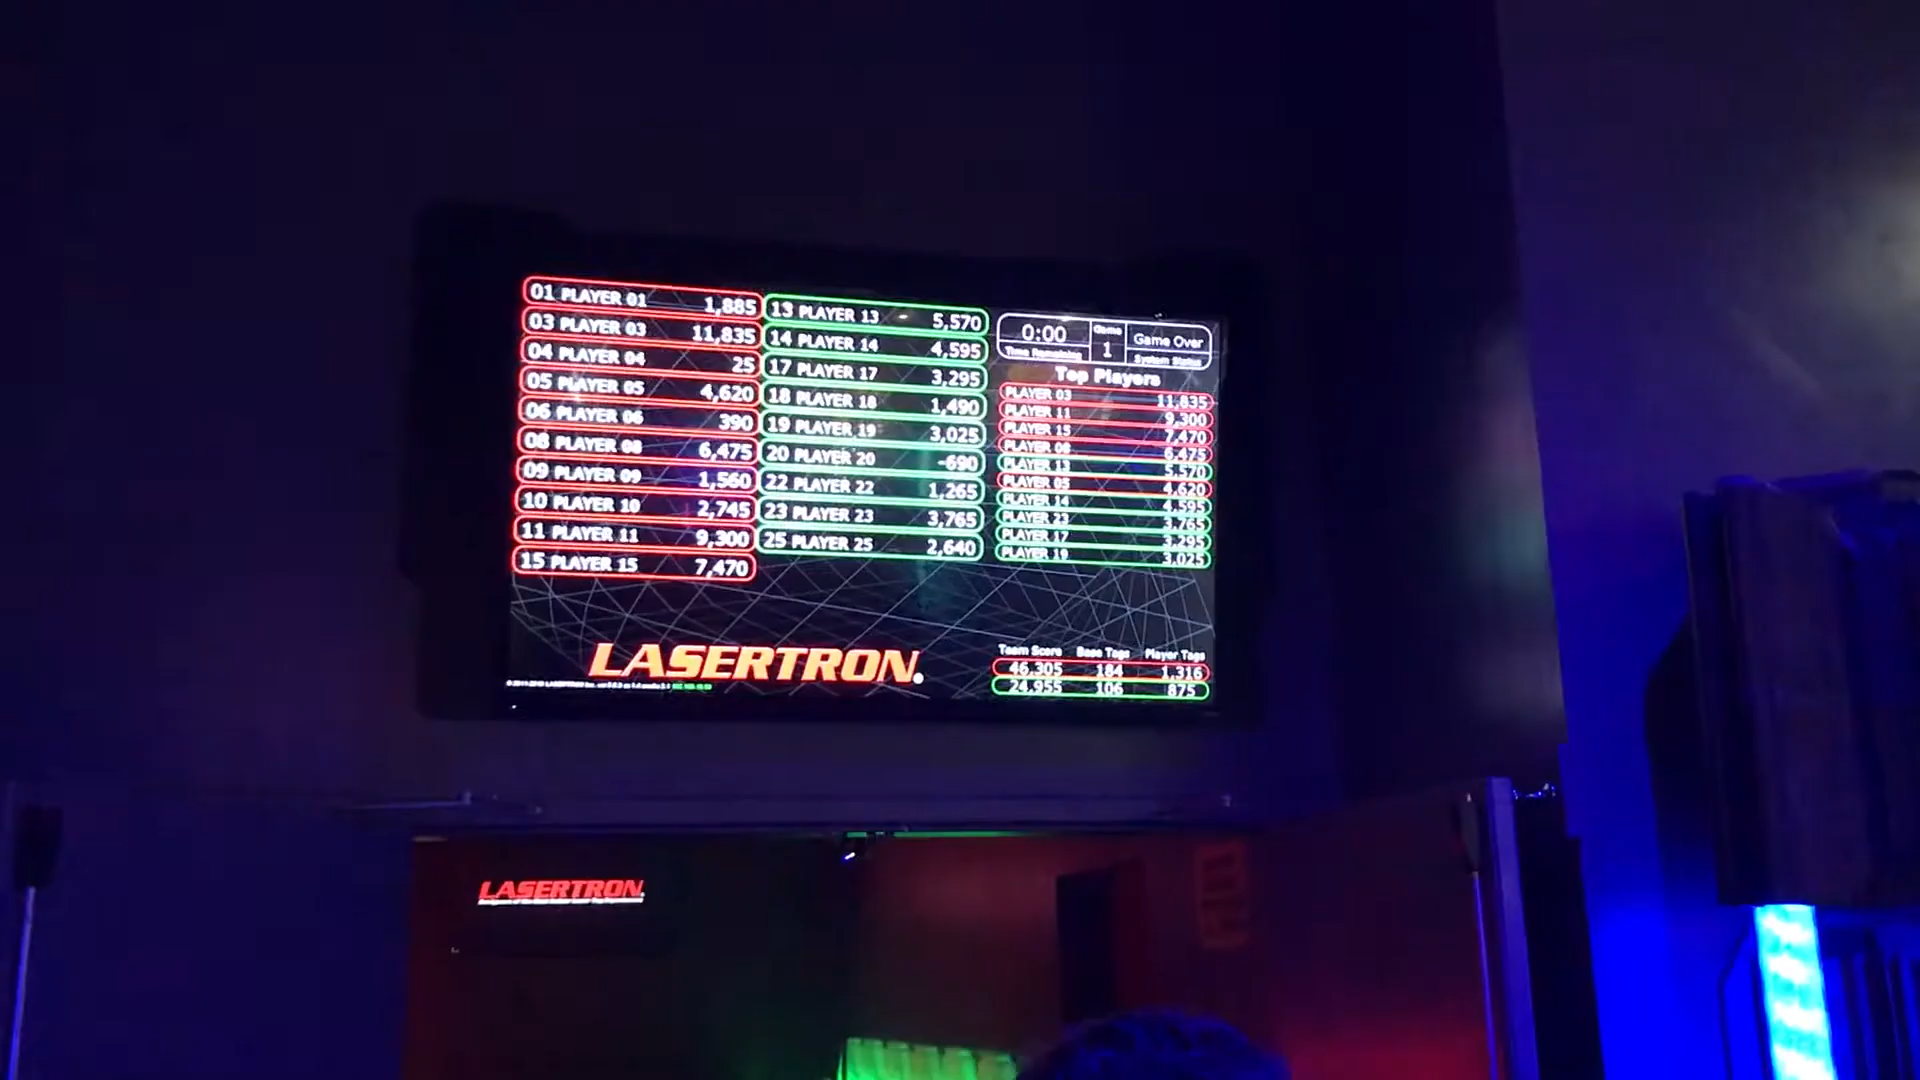 01 PLAYER 01 1,885
03 PLAYER 03 11,835
04 PLAYER 04 25
05 PLAYER 05 4,620
06 PLAYER 06 390
08 PLAYER 08 6,475
09 PLAYER 09 1,560
10 PLAYER 10 2,745
11 PLAYER 11 9,300
15 PLAYER 15 7,470
13 PLAYER 13 5,570
14 PLAYER 14 4,595
17 PLAYER 17 3,295
18 PLAYER 18 1,490
19 PLAYER 19 3,025
20 PLAYER 20 -690
22 PLAYER 22 1,265
23 PLAYER 23 3,765
25 PLAYER 25 2,640
0:00 Game Game Over
Time Remaining 1 System Status
Top Players
PLAYER 03 11,835
PLAYER 11 9,300
PLAYER 15 7,470
PLAYER 08 6,475
PLAYER 13 5,570
PLAYER 05 4,620
PLAYER 14 4,595
PLAYER 23 3,765
PLAYER 17 3,295
PLAYER 19 3,025
LASERTRON.
Team Score Base Tags Player Tags
46,305 184 1,316
24,955 106 875
LASERTRON